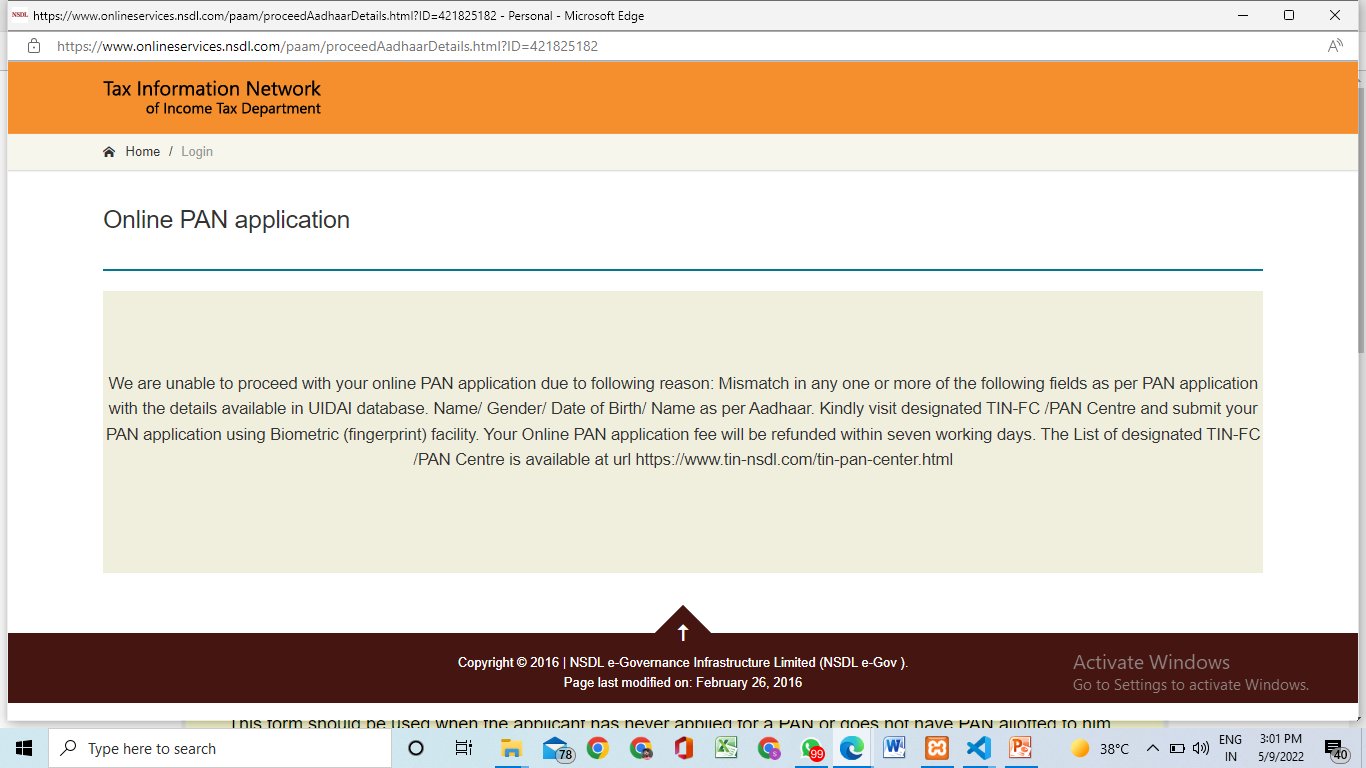 NSDL https://www.onlineservices.nsdl.com/paam/proceedAadhaarDetails.html?ID=421825182 - Personal - Microsoft Edge
https://www.onlineservices.nsdl.com/paam/proceedAadhaarDetails.html?ID=421825182
Tax Information Network
of Income Tax Department
Home / Login
Online PAN application
We are unable to proceed with your online PAN application due to following reason: Mismatch in any one or more of the following fields as per PAN application
with the details available in UIDAI database. Name/ Gender/ Date of Birth/ Name as per Aadhaar. Kindly visit designated TIN-FC /PAN Centre and submit your
PAN application using Biometric (fingerprint) facility. Your Online PAN application fee will be refunded within seven working days. The List of designated TIN-FC
/PAN Centre is available at url https://www.tin-nsdl.com/tin-pan-center.html
Copyright © 2016 | NSDL e-Governance Infrastructure Limited (NSDL e-Gov ).
Page last modified on: February 26, 2016
Activate Windows
Go to Settings to activate Windows.
This form should be used when the applicant has never applied for a PAN or does not have PAN allotted to him
Type here to search
78
99
38°C
ENG
IN
3:01 PM
5/9/2022
40